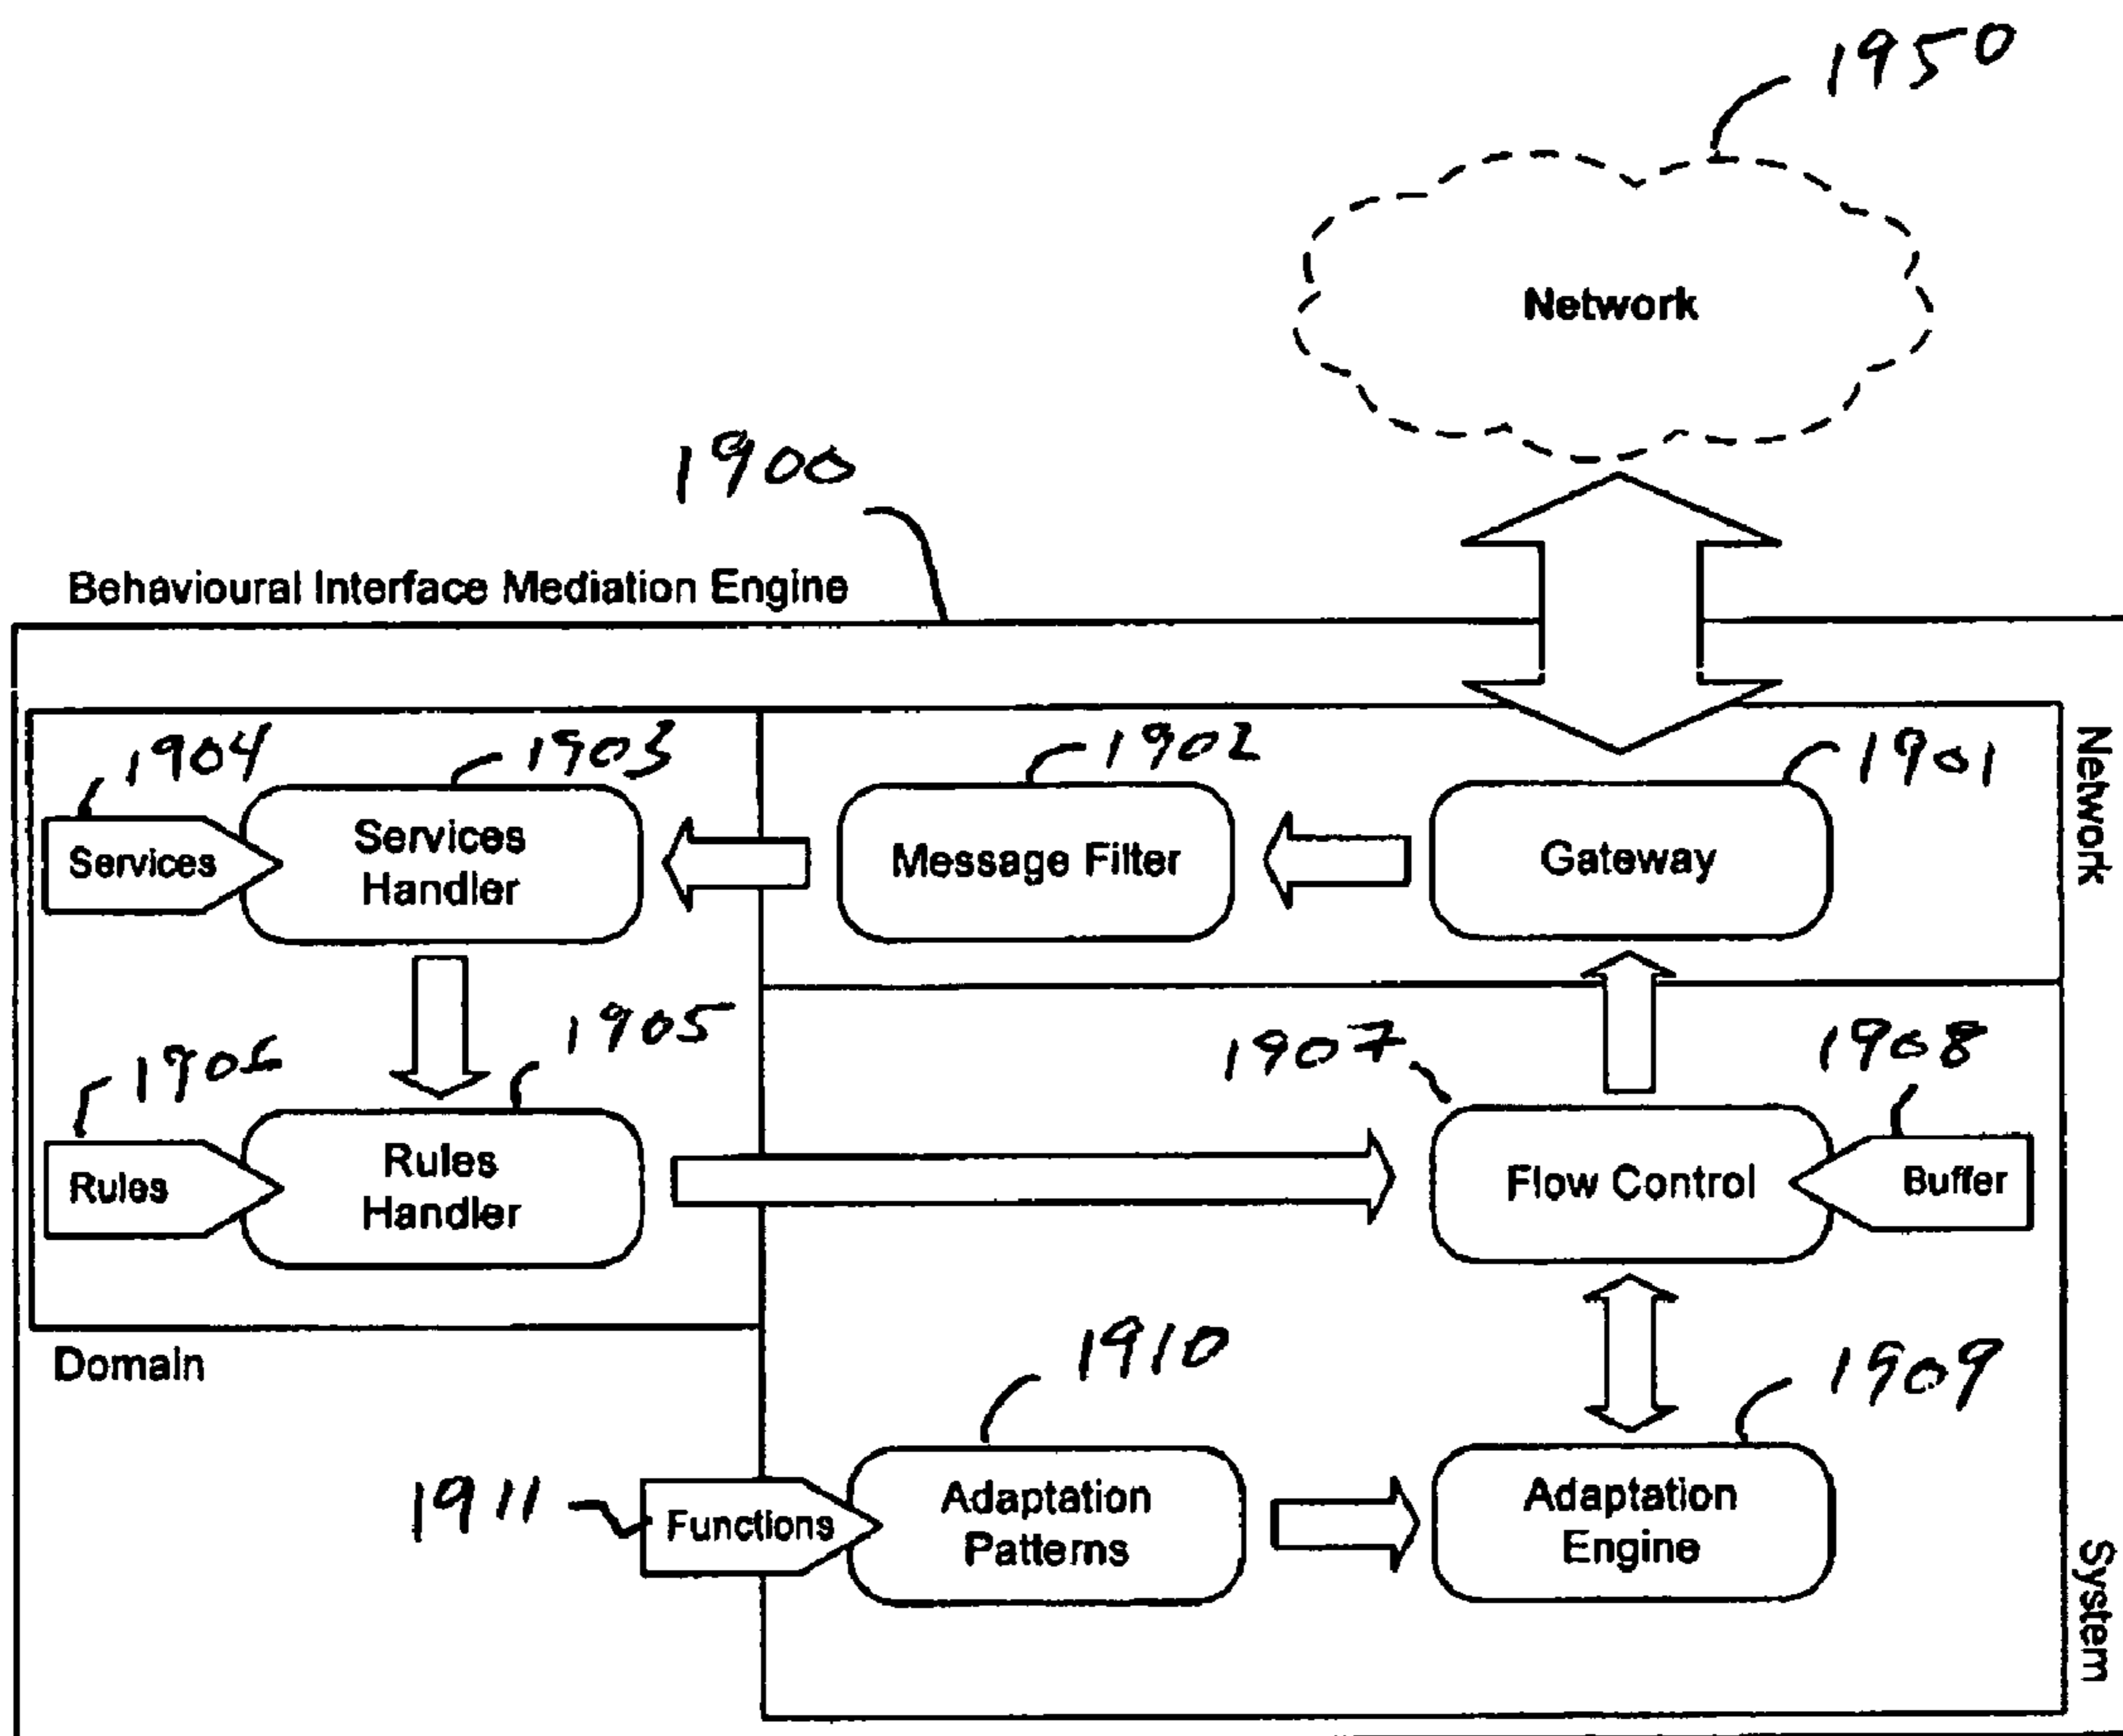 1950
Network
1900
Behavioural Interface Mediation Engine
1904
1903
1902
1901
Network
Services
Services
Handler
Message Filter
Gateway
1906
1905
1907
1908
Rules
Rules
Handler
Flow Control
Buffer
Domain
1910
1909
1911
Functions
Adaptation
Patterns
Adaptation
Engine
System